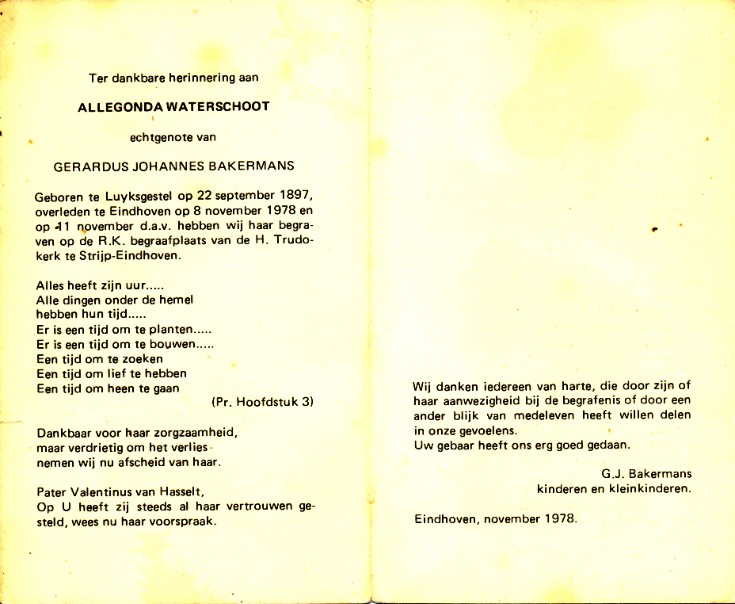 Ter dankbare herinnering aan
ALLEGONDA WATERSCHOOT
echtgenote van
GERARDUS JOHANNES BAKERMANS
Geboren te Luyksgestel op 22 september 1897,
overleden te Eindhoven op 8 november 1978 en
op 11 november d.a.v. hebben wij haar begra-
ven op de R.K. begraafplaats van de H. Trudo-
kerk te Strijp-Eindhoven.
Alles heeft zijn uur.....
Alle dingen onder de hemel
hebben hun tijd.....
Er is een tijd om te planten.....
Er is een tijd om te bouwen.....
Een tijd om te zoeken
Een tijd om lief te hebben
Een tijd om heen te gaan
(Pr. Hoofdstuk 3)
Dankbaar voor haar zorgzaamheid,
maar verdrietig om het verlies
nemen wij nu afscheid van haar.
Pater Valentinus van Hasselt,
Op U heeft zij steeds al haar vertrouwen ge-
steld, wees nu haar voorspraak.
Wij danken iedereen van harte, die door zijn of
haar aanwezigheid bij de begrafenis of door een
ander blijk van medeleven heeft willen delen
in onze gevoelens.
Uw gebaar heeft ons erg goed gedaan.
G.J. Bakermans
kinderen en kleinkinderen.
Eindhoven, november 1978.